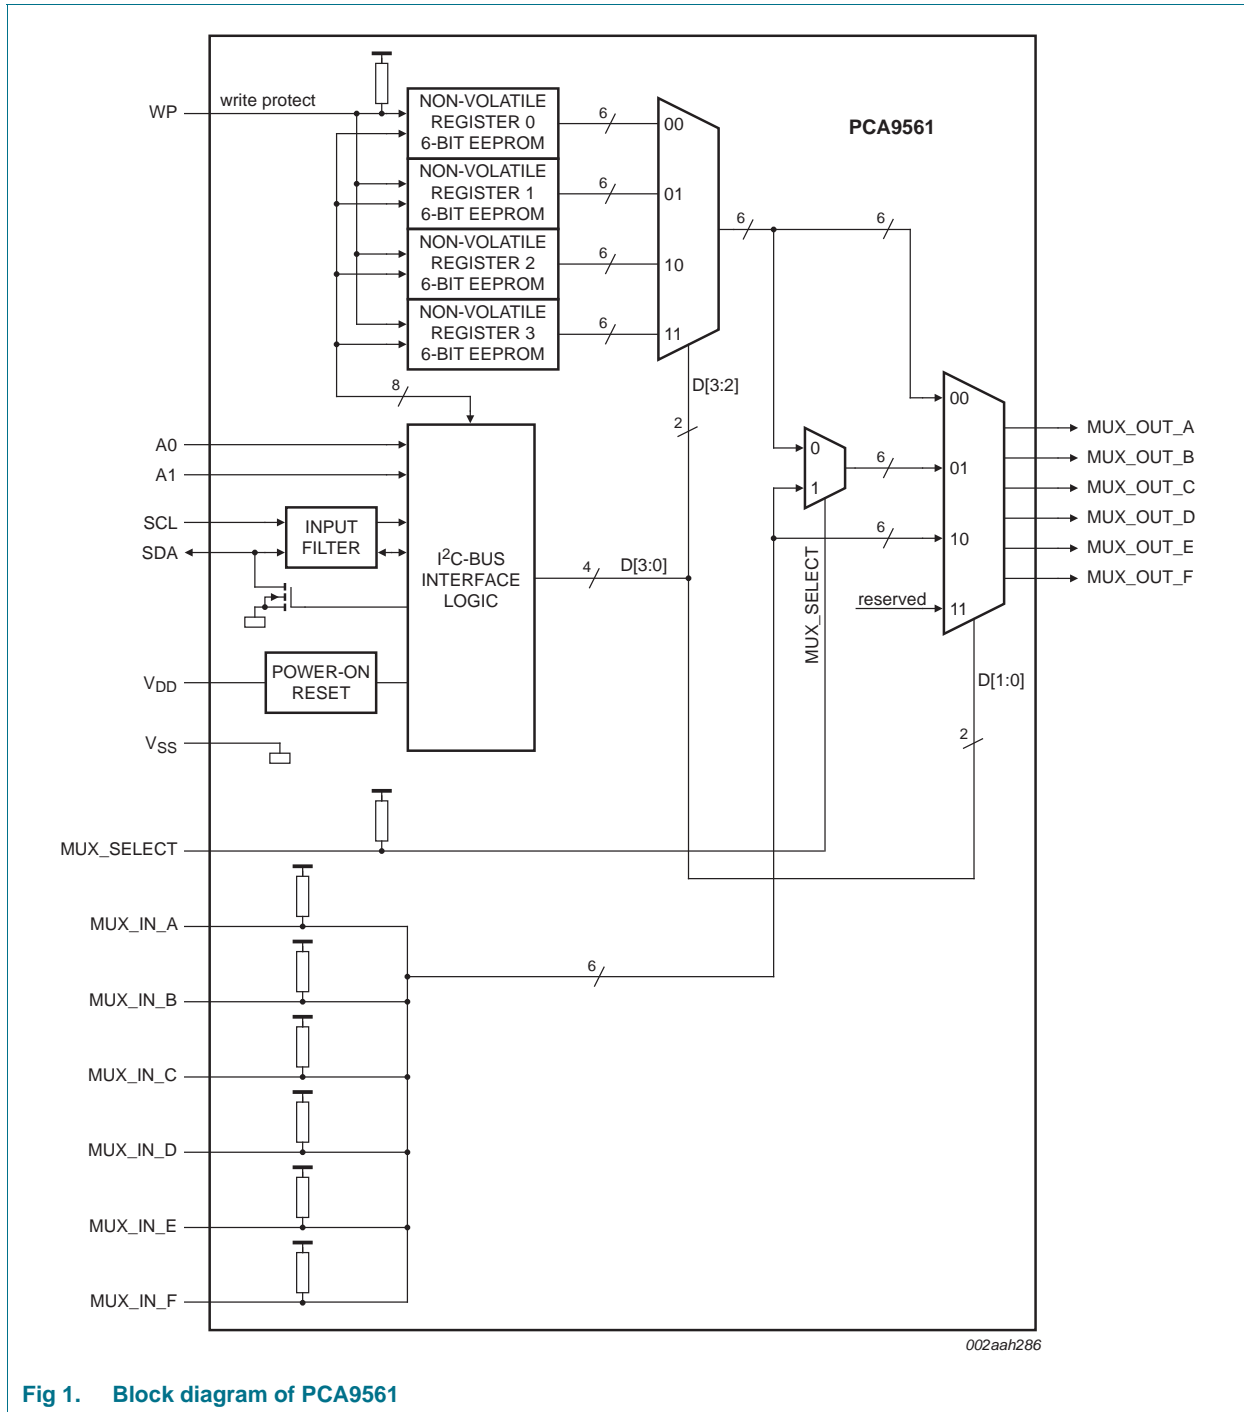 WP
write protect
NON-VOLATILE
REGISTER 0
6-BIT EEPROM
6
00
PCA9561
NON-VOLATILE
REGISTER 1
6-BIT EEPROM
6
01
NON-VOLATILE
REGISTER 2
6-BIT EEPROM
6
10
NON-VOLATILE
REGISTER 3
6-BIT EEPROM
6
11
6
6
8
D[3:2]
2
A0
A1
SCL
SDA
INPUT
FILTER
I2C-BUS
INTERFACE
LOGIC
4
D[3:0]
VDD
POWER-ON
RESET
VSS
0
1
6
6
MUX_SELECT
reserved
00
01
10
11
D[1:0]
2
MUX_OUT_A
MUX_OUT_B
MUX_OUT_C
MUX_OUT_D
MUX_OUT_E
MUX_OUT_F
MUX_SELECT
MUX_IN_A
MUX_IN_B
MUX_IN_C
MUX_IN_D
MUX_IN_E
MUX_IN_F
6
002aah286
Fig 1. Block diagram of PCA9561